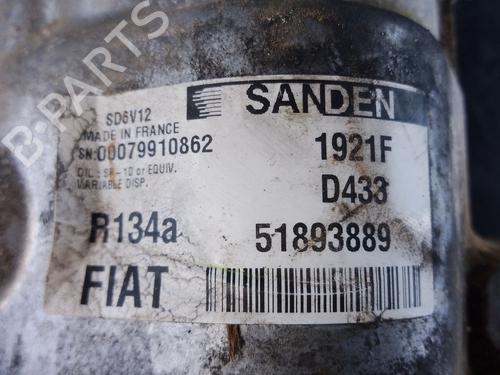 SD6V12
MADE IN FRANCE
SN:00079910862
OIL : SP-10 or EQUIV.
VARIABLE DISP.
R134a
FIAT
SANDEN
1921F
D433
51893889
B-PARTS